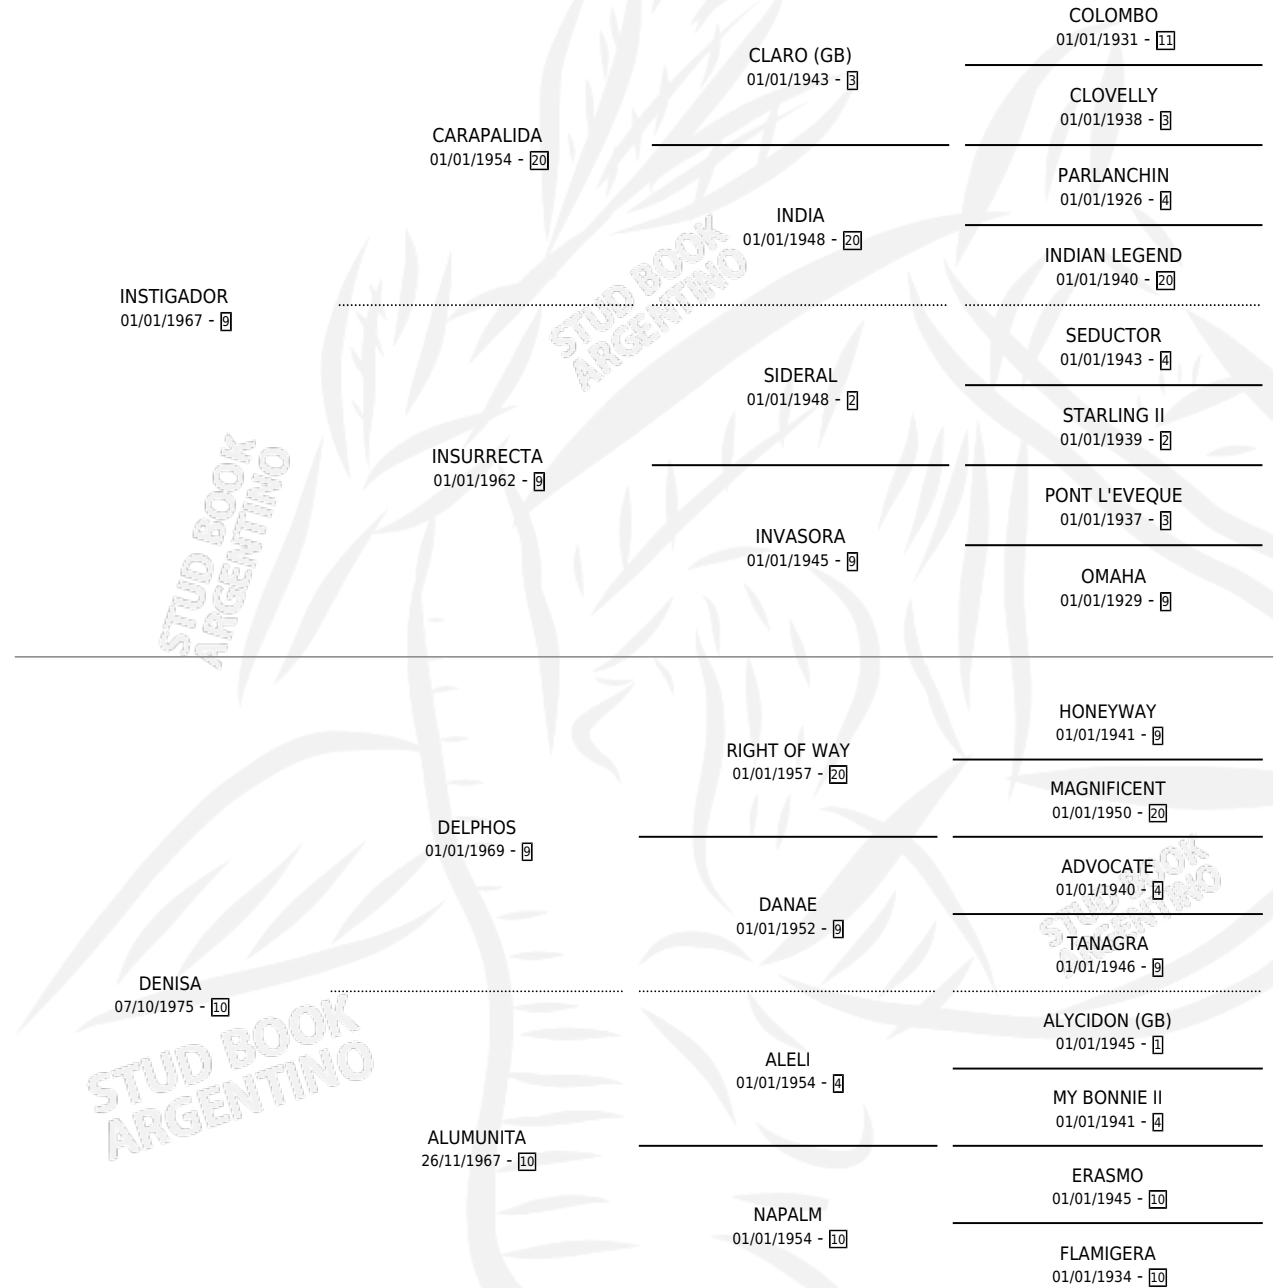 COLOMBO
01/01/1931 - 11
CLARO (GB)
01/01/1943 - 3
CLOVELLY
01/01/1938 - 3
CARAPALIDA
01/01/1954 - 20
PARLANCHIN
01/01/1926 - 4
INDIA
01/01/1948 - 20
INDIAN LEGEND
01/01/1940 - 20
INSTIGADOR
01/01/1967 - 9
STUD BOOK
ARGENTINO
SEDUCTOR
01/01/1943 - 4
SIDERAL
01/01/1948 - 2
STARLING II
01/01/1939 - 2
INSURRECTA
01/01/1962 - 9
PONT L'EVEQUE
01/01/1937 - 3
INVASORA
01/01/1945 - 9
OMAHA
01/01/1929 - 9
STUD BOOK
ARGENTINO
HONEYWAY
01/01/1941 - 9
RIGHT OF WAY
01/01/1957 - 20
MAGNIFICENT
01/01/1950 - 20
DELPHOS
01/01/1969 - 9
ADVOCATE
01/01/1940 - 4
DANAE
01/01/1952 - 9
TANAGRA
01/01/1946 - 9
STUD BOOK
ARGENTINO
DENISA
07/10/1975 - 10
STUD BOOK
ARGENTINO
ALYCIDON (GB)
01/01/1945 - 1
ALELI
01/01/1954 - 4
MY BONNIE II
01/01/1941 - 4
ALUMUNITA
26/11/1967 - 10
ERASMO
01/01/1945 - 10
NAPALM
01/01/1954 - 10
FLAMIGERA
01/01/1934 - 10